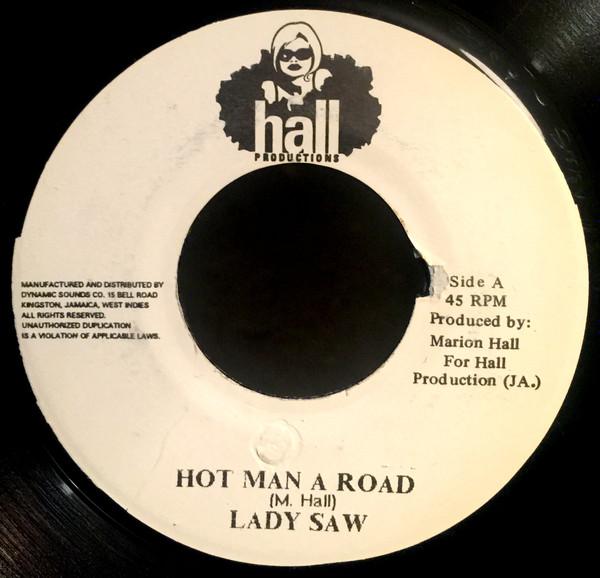 hall
PRODUCTIONS
MANUFACTURED AND DISTRIBUTED BY
DYNAMIC SOUNDS CO. 15 BELL ROAD
KINGSTON, JAMAICA, WEST INDIES
ALL RIGHTS RESERVED.
UNAUTHORIZED DUPLICATION
IS A VIOLATION OF APPLICABLE LAWS.
Side A
45 RPM
Produced by:
Marion Hall
For Hall
Production (JA.)
HOT MAN A ROAD
(M. Hall)
LADY SAW